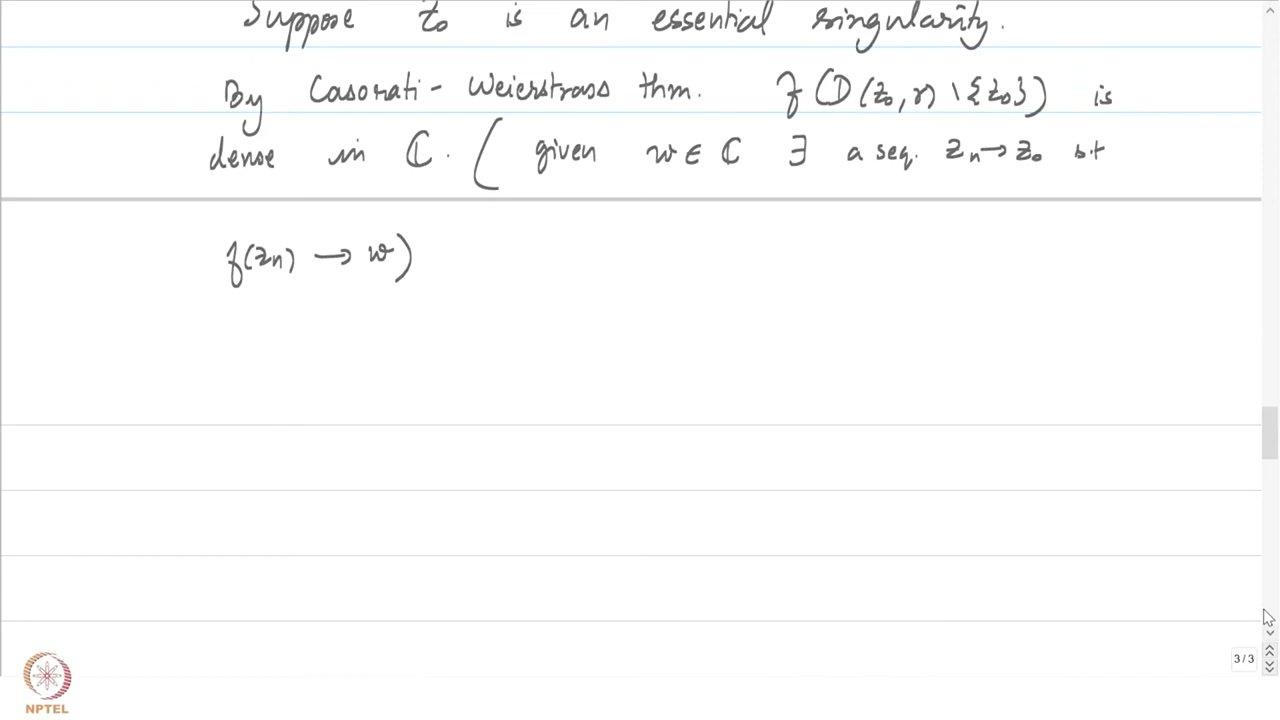 Suppose z₀ is an essential singularity.
By Casorati-Weierstrass thm. f(D(z₀, r) \ {z₀}) is
dense in ℂ. (given w ∈ ℂ ∃ a seq. zₙ → z₀ s.t
f(zₙ) → w)
3 / 3
NPTEL